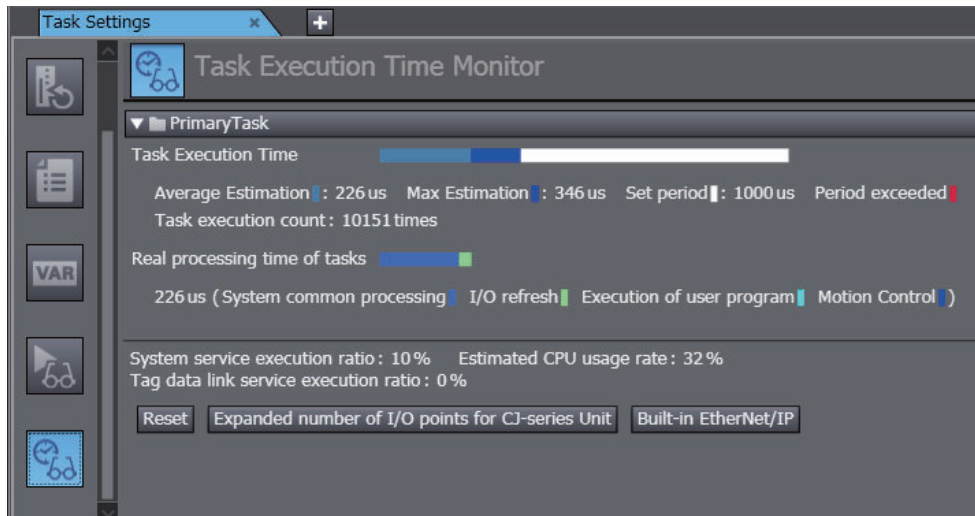 Task Settings × +
Task Execution Time Monitor
PrimaryTask
Task Execution Time
Average Estimation : 226 us Max Estimation : 346 us Set period : 1000 us Period exceeded
Task execution count : 10151 times
Real processing time of tasks
VAR
226 us ( System common processing I/O refresh Execution of user program Motion Control )
System service execution ratio : 10 % Estimated CPU usage rate : 32 %
Tag data link service execution ratio : 0 %
Reset Expanded number of I/O points for CJ-series Unit Built-in EtherNet/IP